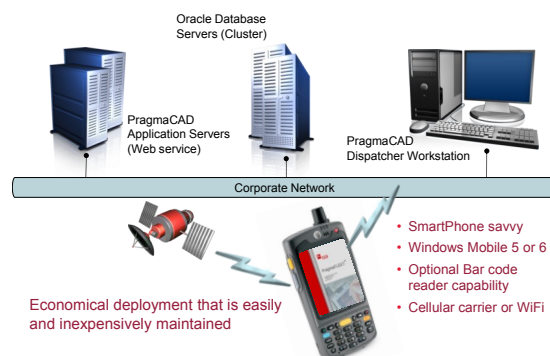 Oracle Database
Servers (Cluster)
PragmaCAD
Application Servers
(Web service)
PragmaCAD
Dispatcher Workstation
Corporate Network
• SmartPhone savvy
• Windows Mobile 5 or 6
• Optional Bar code
reader capability
• Cellular carrier or WiFi
Economical deployment that is easily
and inexpensively maintained